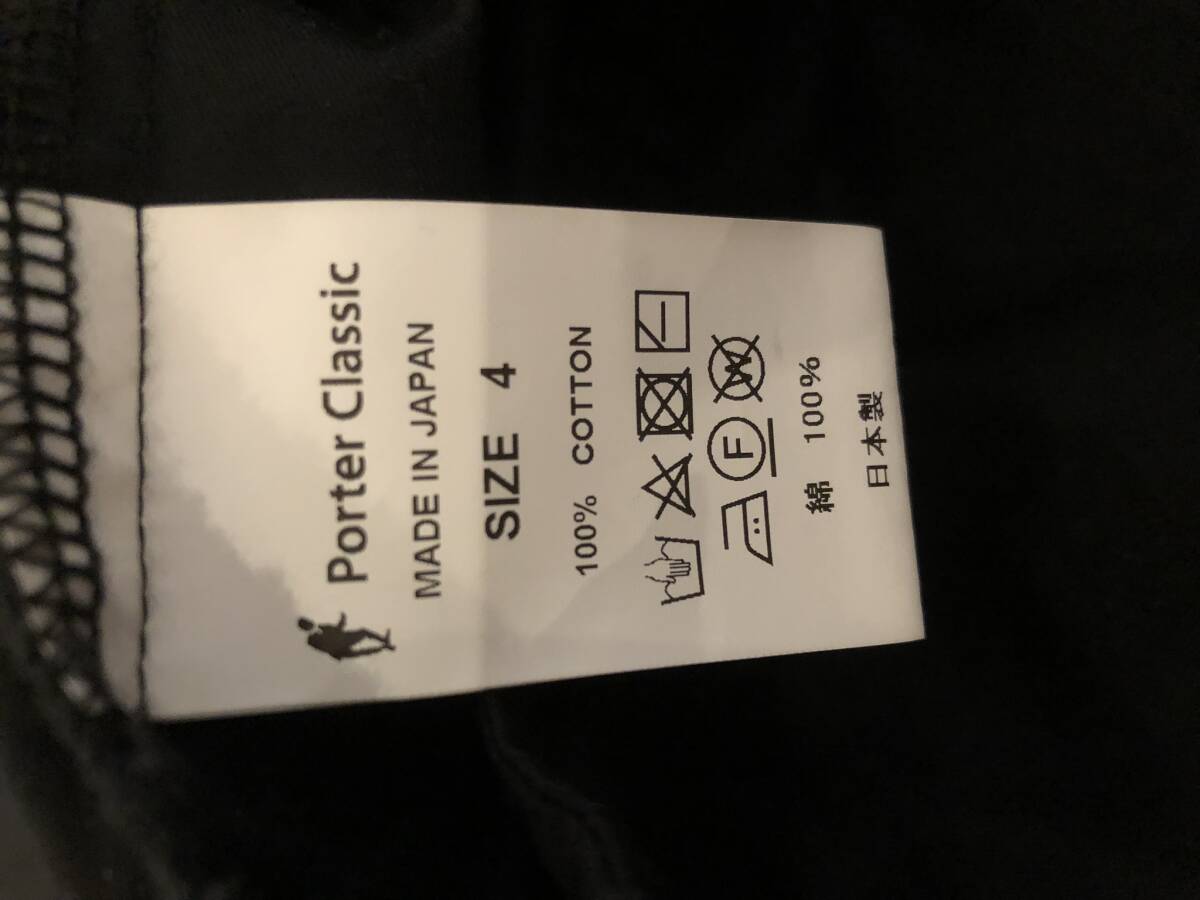 Porter Classic
MADE IN JAPAN
SIZE 4
100% COTTON
F W
綿 100%
日本製